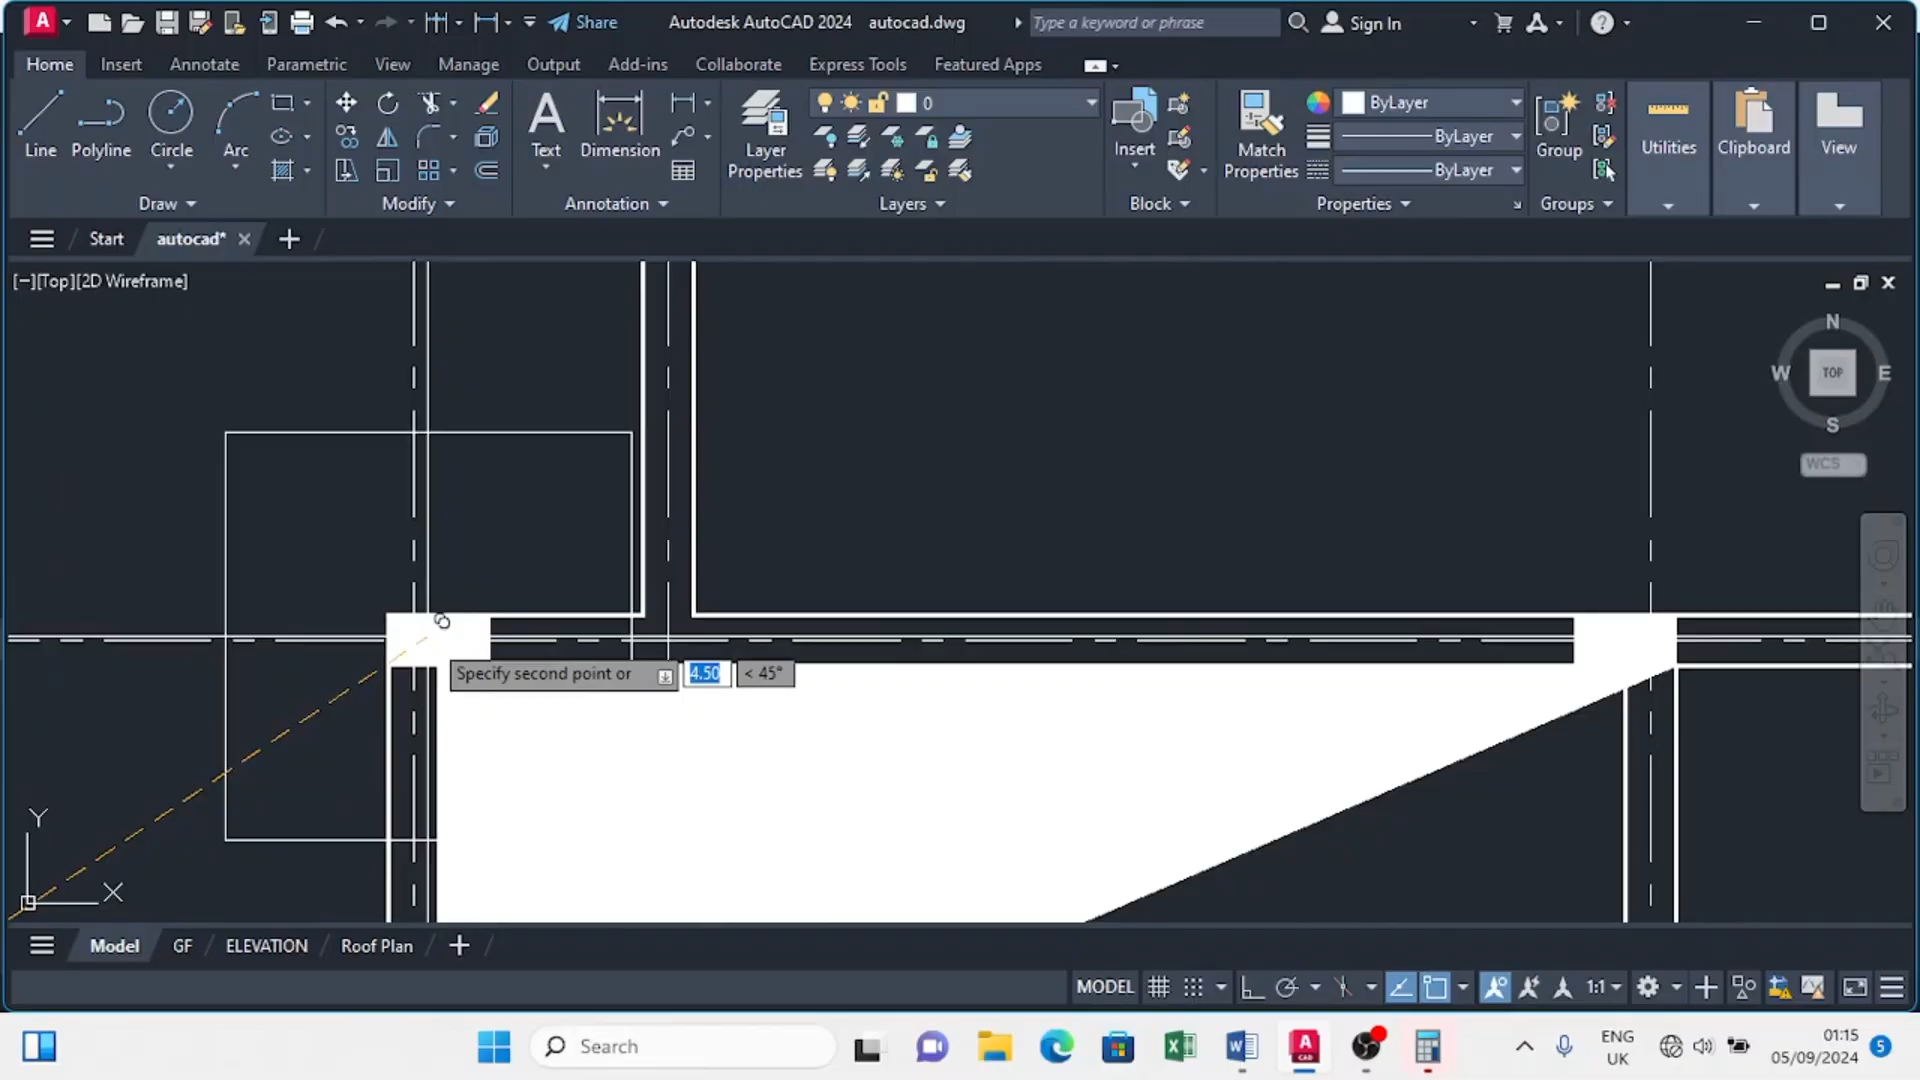 A Share Autodesk AutoCAD 2024 autocad.dwg Type a keyword or phrase Sign In
CAD
Home Insert Annotate Parametric View Manage Output Add-ins Collaborate Express Tools Featured Apps
0 ByLayer
ByLayer
Line Polyline Circle Arc Text Dimension Layer Properties Insert Match Properties ByLayer Group Utilities Clipboard View
Draw Modify Annotation Layers Block Properties Groups
Start autocad* +
[−][Top][2D Wireframe]
N
W TOP E
S
WCS
Specify second point or 4.50 < 45°
Y
X
Model GF ELEVATION Roof Plan +
MODEL 1:1
Search ENG
UK
01:15
05/09/2024
5